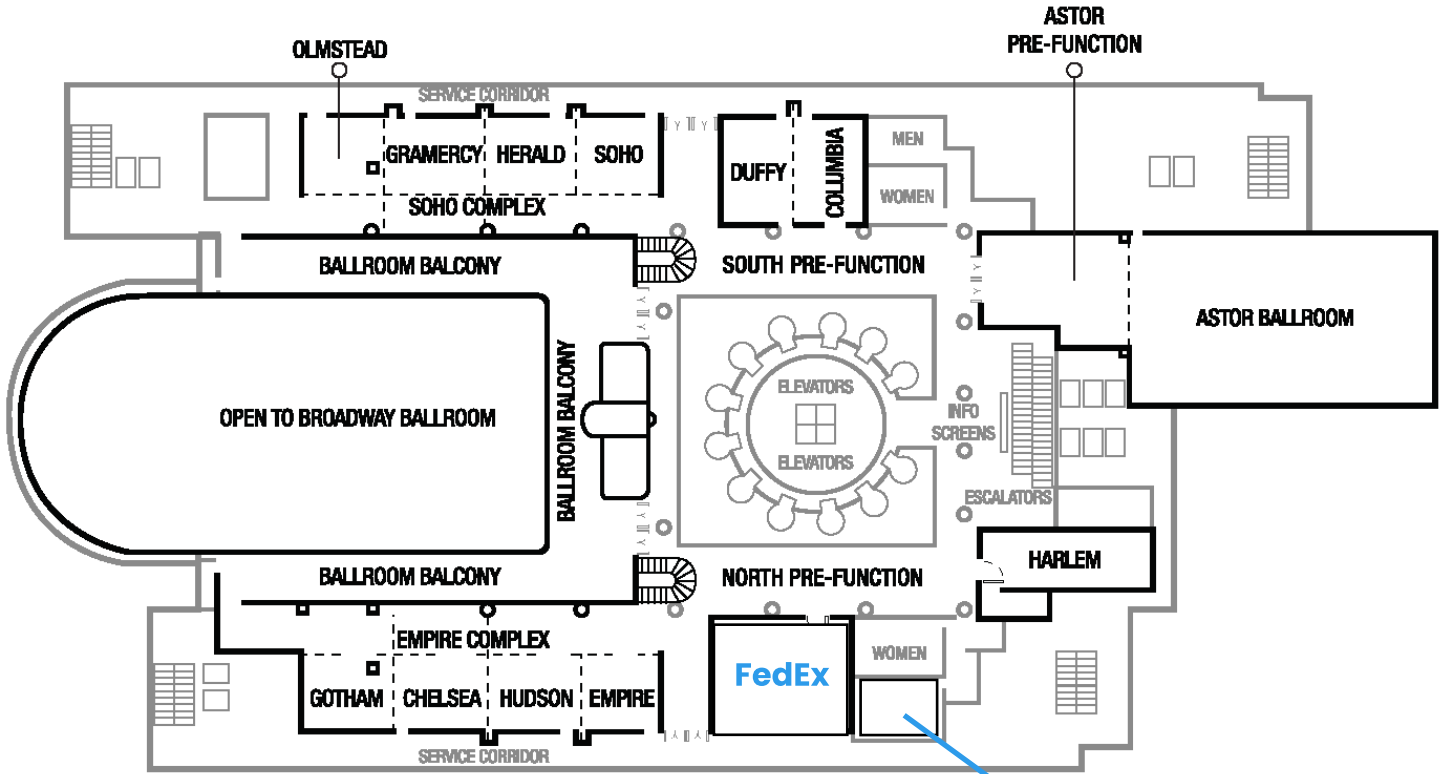 OLMSTEAD
ASTOR
PRE-FUNCTION
SERVICE CORRIDOR
GRAMERCY
HERALD
SOHO
SOHO COMPLEX
DUFFY
COLUMBIA
MEN
WOMEN
BALLROOM BALCONY
SOUTH PRE-FUNCTION
ASTOR BALLROOM
OPEN TO BROADWAY BALLROOM
BALLROOM BALCONY
ELEVATORS
ELEVATORS
INFO
SCREENS
ESCALATORS
BALLROOM BALCONY
NORTH PRE-FUNCTION
HARLEM
EMPIRE COMPLEX
GOTHAM
CHELSEA
HUDSON
EMPIRE
FedEx
WOMEN
SERVICE CORRIDOR